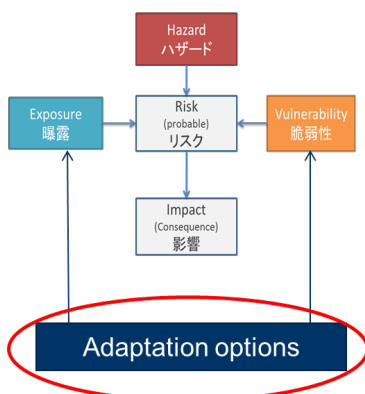 Hazard
ハザード
Exposure
曝露
Risk
(probable)
リスク
Vulnerability
脆弱性
Impact
(Consequence)
影響
Adaptation options